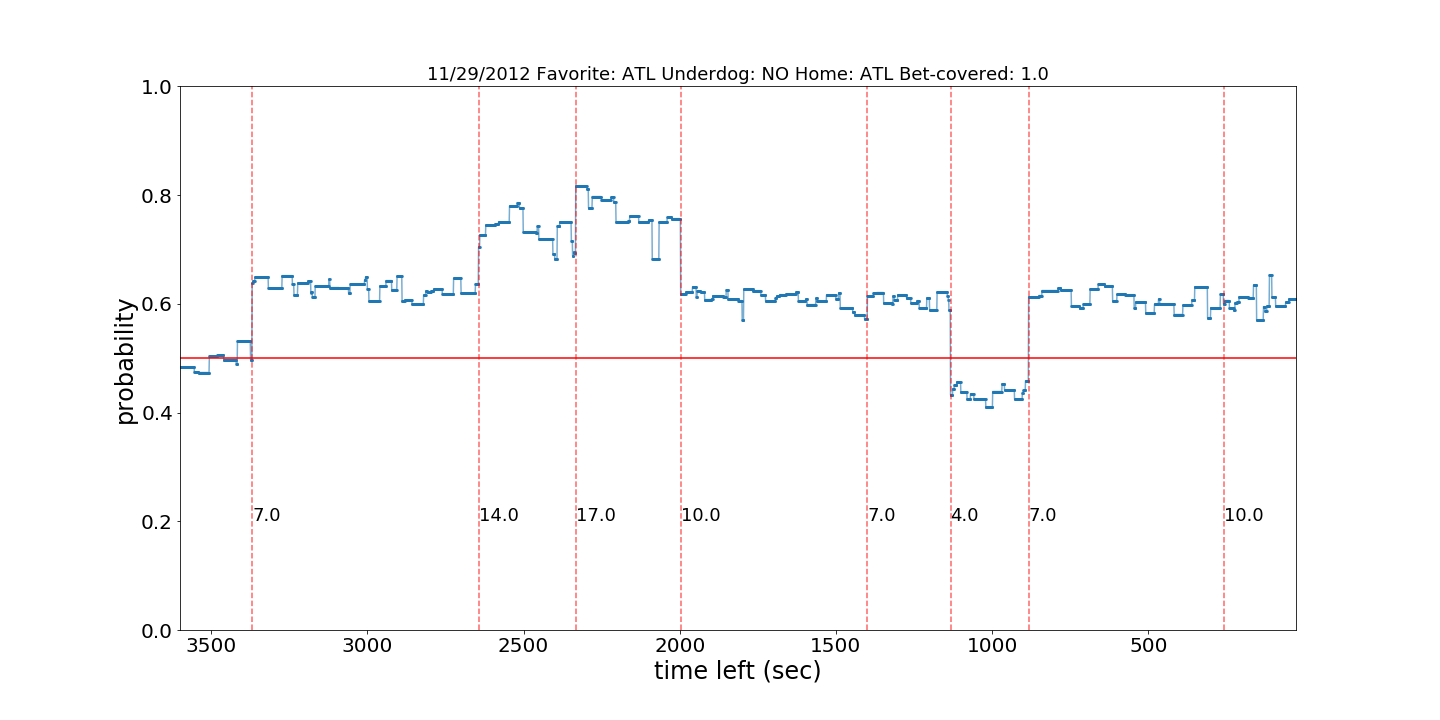 11/29/2012 Favorite: ATL Underdog: NO Home: ATL Bet-covered: 1.0
1.0
0.8
0.6
0.4
0.2
0.0
probability
7.0 14.0 17.0 10.0 7.0 4.0 7.0 10.0
3500 3000 2500 2000 1500 1000 500
time left (sec)